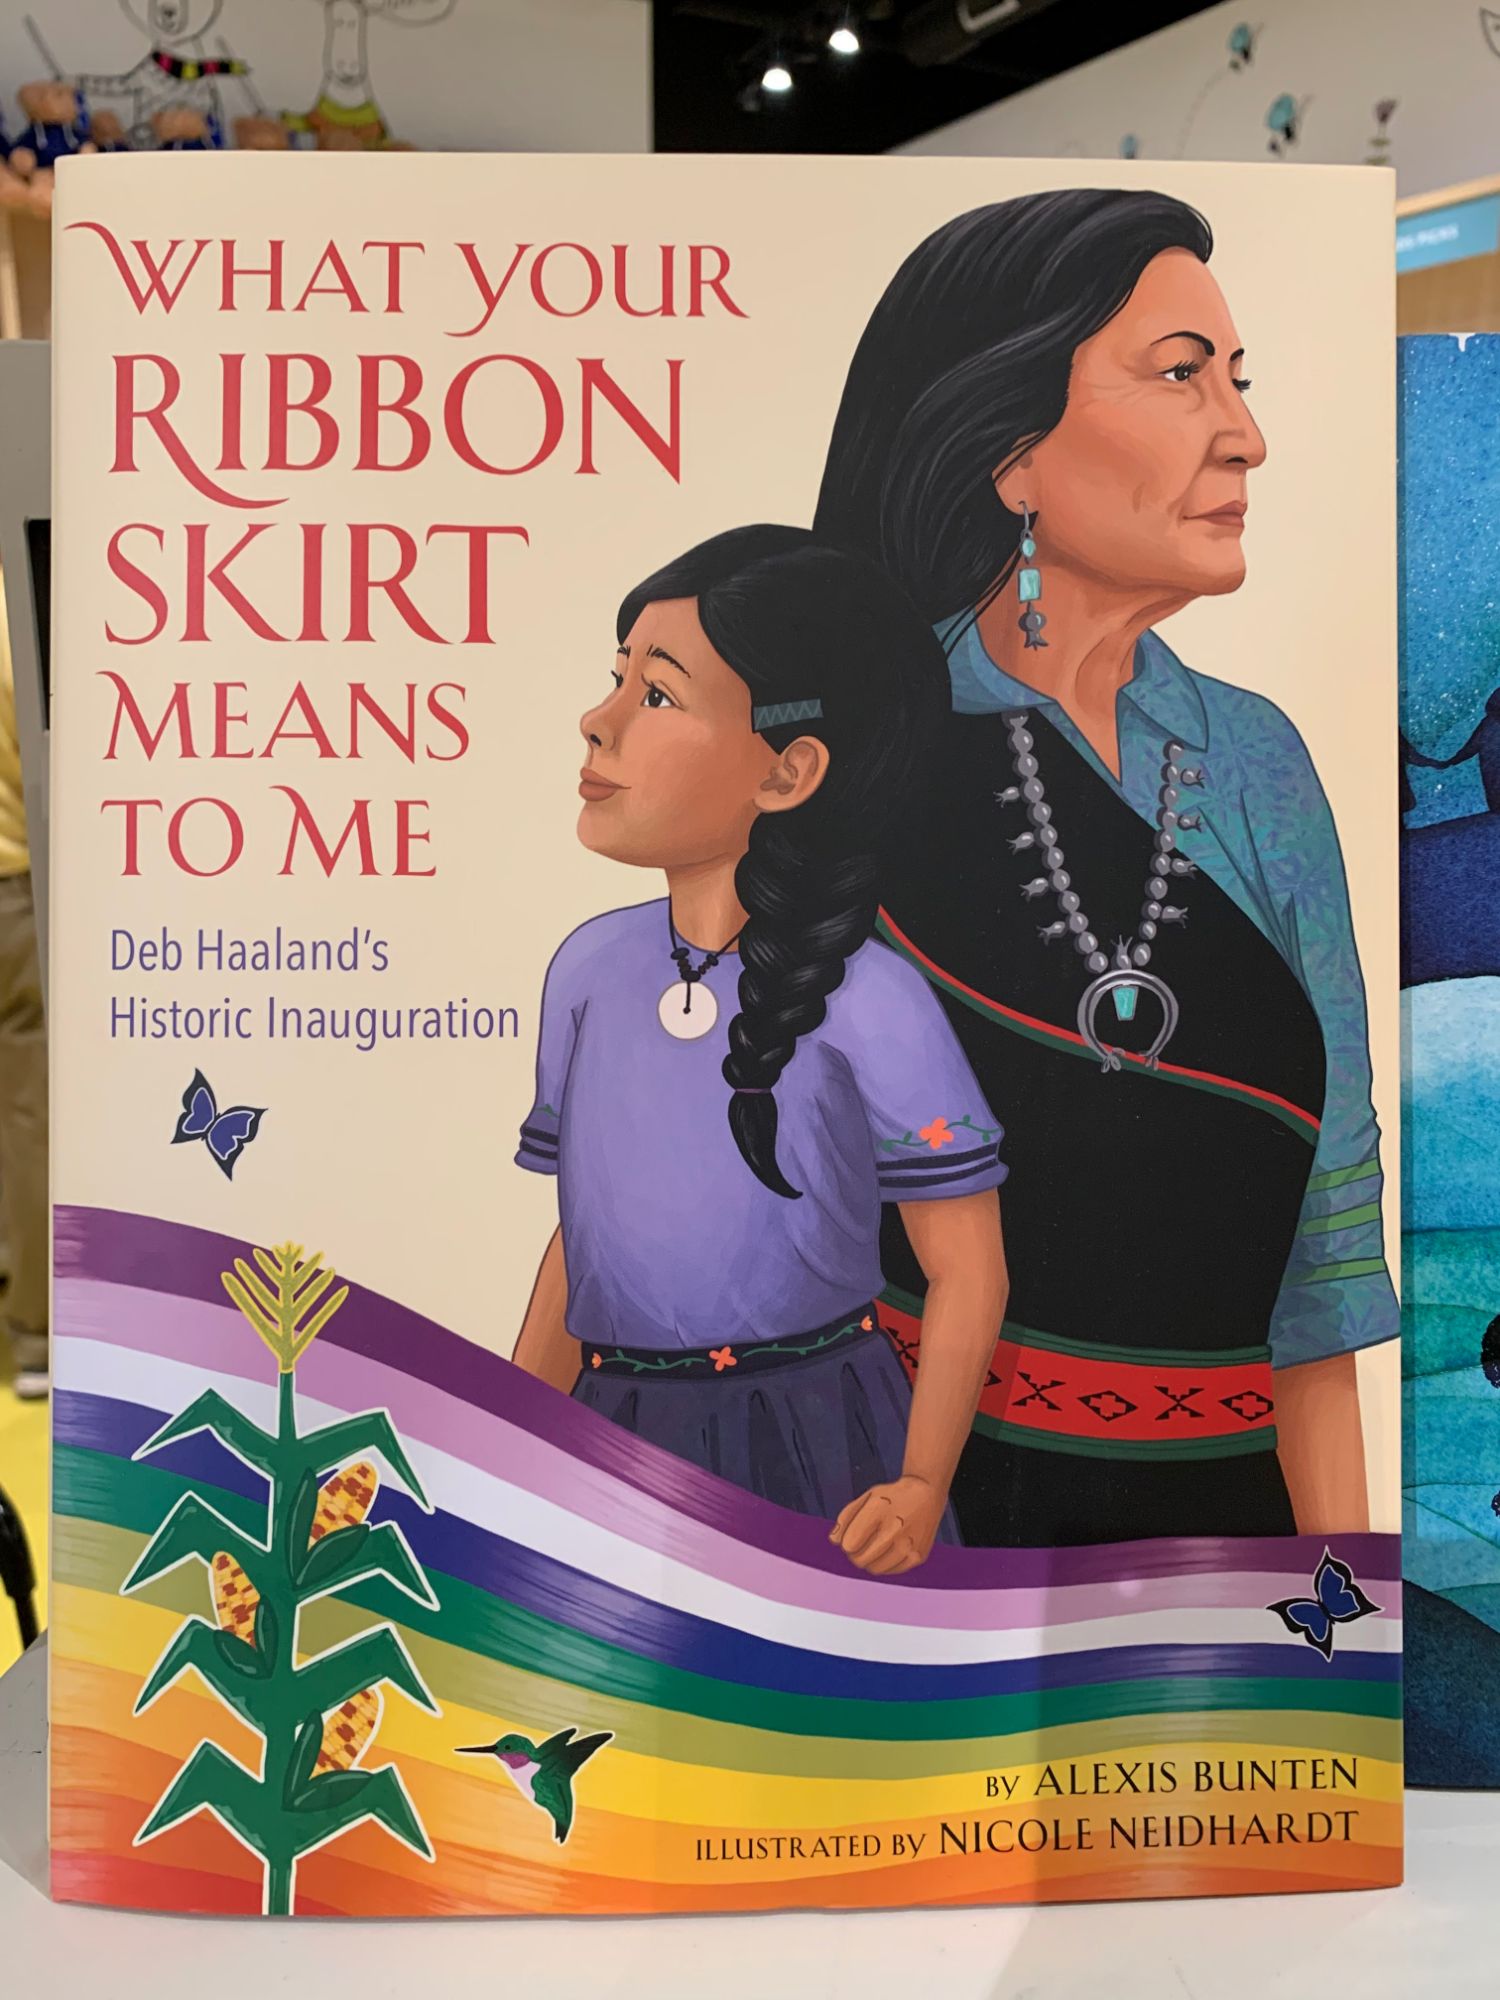 WHAT YOUR
RIBBON
SKIRT
MEANS
TO ME
Deb Haaland's
Historic Inauguration
BY ALEXIS BUNTEN
ILLUSTRATED BY NICOLE NEIDHARDT